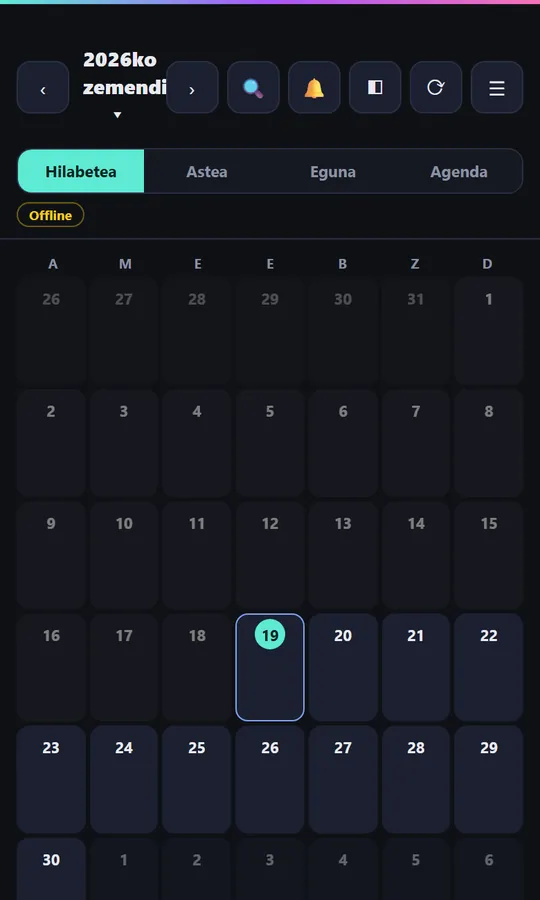 2026ko
zemendi
Hilabetea Astea Eguna Agenda
Offline
A M E E B Z D
26 27 28 29 30 31 1
2 3 4 5 6 7 8
9 10 11 12 13 14 15
16 17 18 19 20 21 22
23 24 25 26 27 28 29
30 1 2 3 4 5 6